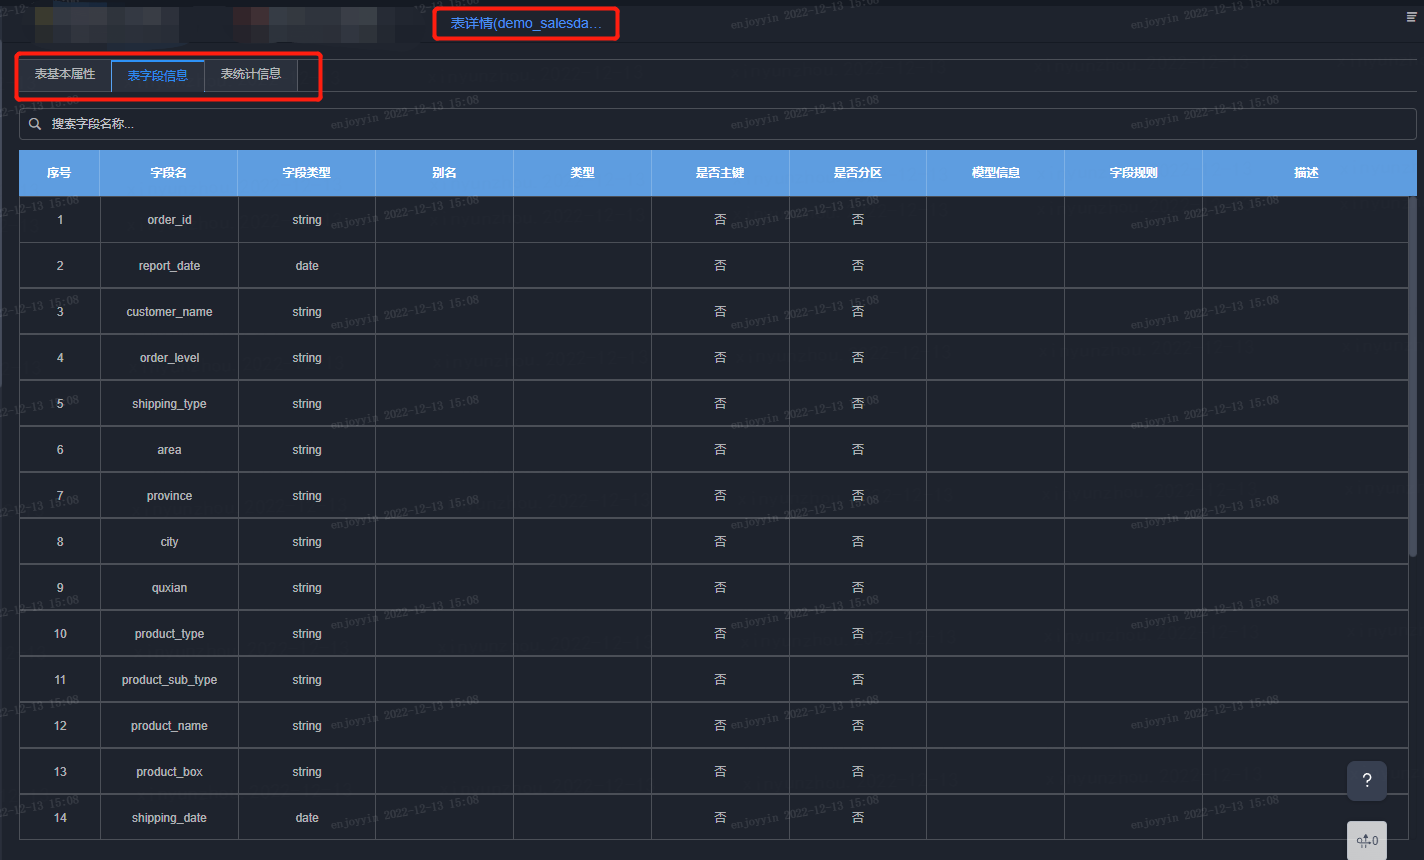 表详情(demo_salesda...
表基本属性 表字段信息 表统计信息
搜索字段名称...
序号 字段名 字段类型 别名 类型 是否主键 是否分区 模型信息 字段规则 描述
1 order_id string 否 否
2 report_date date 否 否
3 customer_name string 否 否
4 order_level string 否 否
5 shipping_type string 否 否
6 area string 否 否
7 province string 否 否
8 city string 否 否
9 quxian string 否 否
10 product_type string 否 否
11 product_sub_type string 否 否
12 product_name string 否 否
13 product_box string 否 否
14 shipping_date date 否 否
?
0
enjoyyin 2022-12-13 15:08